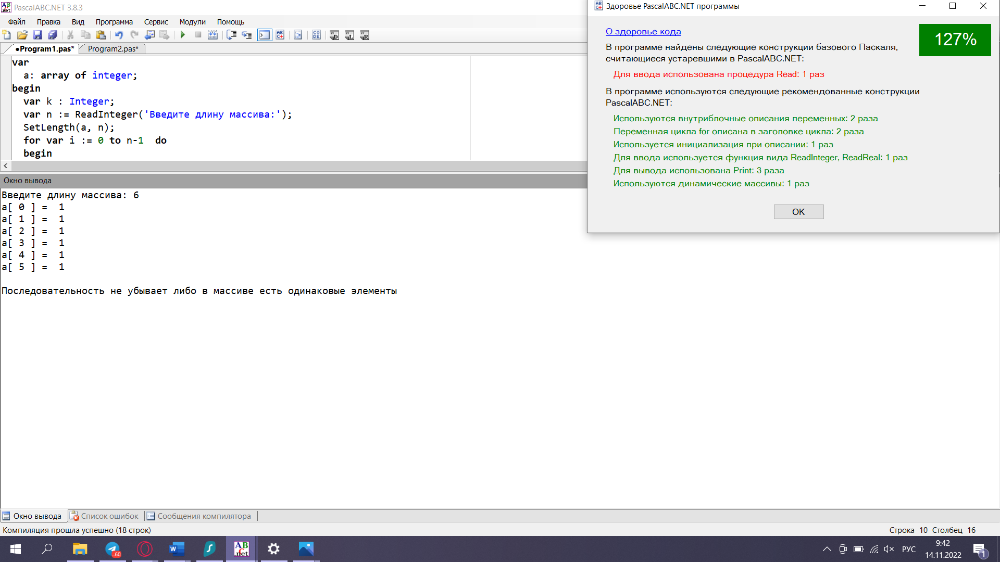 PascalABC.NET 3.8.3
Файл Правка Вид Программа Сервис Модули Помощь
●Program1.pas* Program2.pas*
var
  a: array of integer;
begin
  var k : Integer;
  var n := ReadInteger('Введите длину массива:');
  SetLength(a, n);
  for var i := 0 to n-1  do
  begin
Окно вывода
Введите длину массива: 6
a[ 0 ] =  1
a[ 1 ] =  1
a[ 2 ] =  1
a[ 3 ] =  1
a[ 4 ] =  1
a[ 5 ] =  1
Последовательность не убывает либо в массиве есть одинаковые элементы
Здоровье PascalABC.NET программы
О здоровье кода
127%
В программе найдены следующие конструкции базового Паскаля,
считающиеся устаревшими в PascalABC.NET:
Для ввода использована процедура Read: 1 раз
В программе используются следующие рекомендованные конструкции
PascalABC.NET:
Используются внутриблочные описания переменных: 2 раза
Переменная цикла for описана в заголовке цикла: 2 раза
Используется инициализация при описании: 1 раз
Для ввода используется функция вида ReadInteger, ReadReal: 1 раз
Для вывода использована Print: 3 раза
Используются динамические массивы: 1 раз
OK
Окно вывода Список ошибок Сообщения компилятора
Компиляция прошла успешно (18 строк)
Строка 10 Столбец 16
РУС
9:42
14.11.2022
1